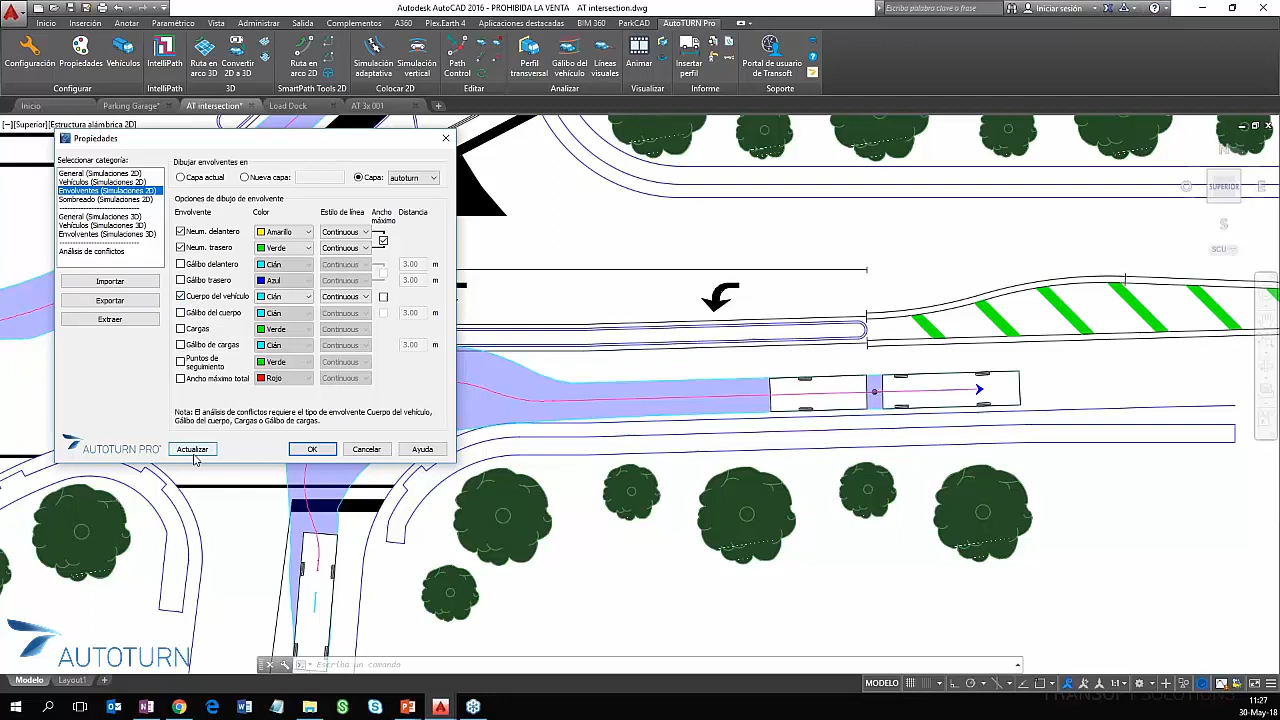 Autodesk AutoCAD 2016 - PROHIBIDA LA VENTA AT intersection.dwg
Escriba palabra clave o frase
Iniciar sesión
Inicio Inserción Anotar Paramétrico Vista Administrar Salida Complementos A360 Plex.Earth 4 Aplicaciones destacadas BIM 360 ParkCAD AutoTURN Pro
Configuración Propiedades Vehículos IntelliPath Ruta en arco 3D Convertir 2D a 3D Ruta en arco 2D Simulación adaptativa Simulación vertical Path Control Perfil transversal Gálibo del vehículo Líneas visuales Animar Insertar perfil Portal de usuario de Transoft
Configurar IntelliPath 3D SmartPath Tools 2D Colocar 2D Editar Analizar Visualizar Informe Soporte
Inicio Parking Garage* AT intersection* Load Dock AT 3x 001
[–][Superior][Estructura alámbrica 2D]
Propiedades
Seleccionar categoría:
General (Simulaciones 2D)
Vehículos (Simulaciones 2D)
Envolventes (Simulaciones 2D)
Sombreado (Simulaciones 2D)
General (Simulaciones 3D)
Vehículos (Simulaciones 3D)
Envolventes (Simulaciones 3D)
Análisis de conflictos
Importar
Exportar
Extraer
Dibujar envolventes en
Capa actual Nueva capa: Capa: autoturn
Opciones de dibujo de envolvente
Envolvente Color Estilo de línea Ancho máximo Distancia
Neum. delantero Amarillo Continuous
Neum. trasero Verde Continuous
Gálibo delantero Cián Continuous 3.00 m
Gálibo trasero Azul Continuous 3.00 m
Cuerpo del vehículo Cián Continuous
Gálibo del cuerpo Cián Continuous 3.00 m
Cargas Verde Continuous
Gálibo de cargas Cián Continuous 3.00 m
Puntos de seguimiento Verde Continuous
Ancho máximo total Rojo Continuous
Nota: El análisis de conflictos requiere el tipo de envolvente Cuerpo del vehículo,
Gálibo del cuerpo, Cargas o Gálibo de cargas.
AUTOTURN PRO
Actualizar OK Cancelar Ayuda
N
O SUPERIOR E
S
SCU
AUTOTURN
Escriba un comando
Modelo Layout1
MODELO 1:1
TRANSOFT SOLUTIONS
11:27
30-May-18